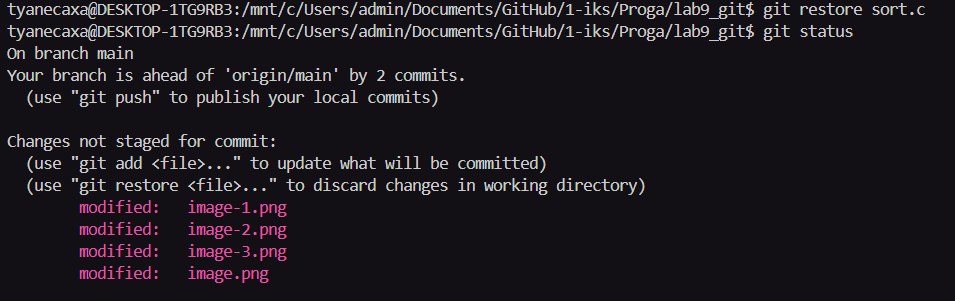 tyanecaxa@DESKTOP-1TG9RB3:/mnt/c/Users/admin/Documents/GitHub/1-iks/Proga/lab9_git$ git restore sort.c
tyanecaxa@DESKTOP-1TG9RB3:/mnt/c/Users/admin/Documents/GitHub/1-iks/Proga/lab9_git$ git status
On branch main
Your branch is ahead of 'origin/main' by 2 commits.
  (use "git push" to publish your local commits)

Changes not staged for commit:
  (use "git add <file>..." to update what will be committed)
  (use "git restore <file>..." to discard changes in working directory)
        modified:   image-1.png
        modified:   image-2.png
        modified:   image-3.png
        modified:   image.png